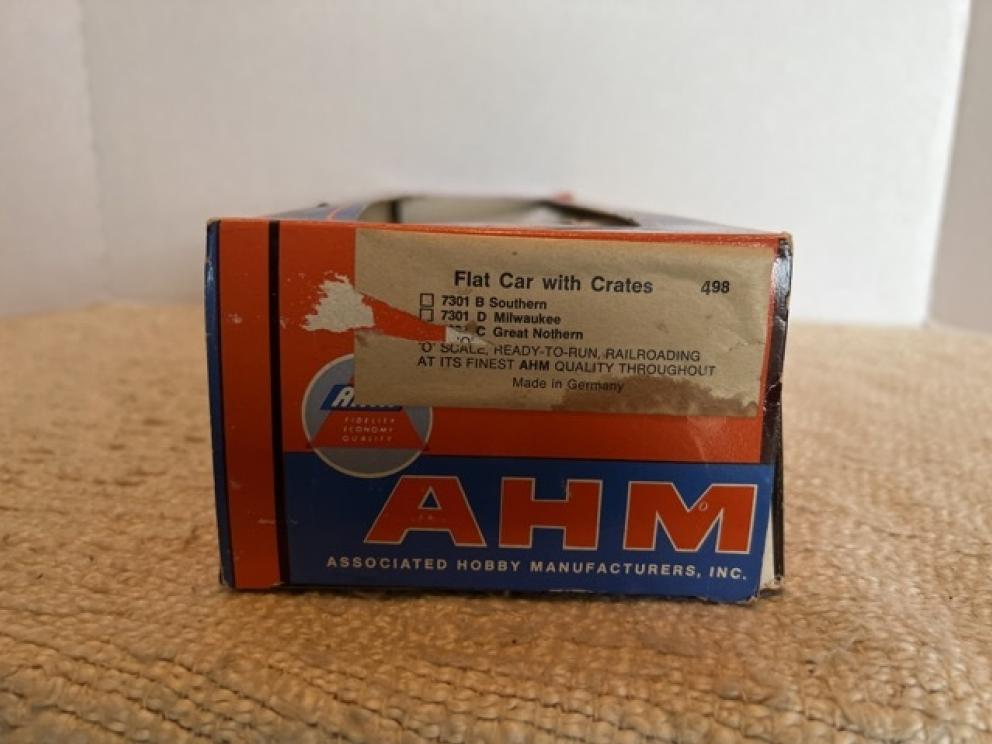 Flat Car with Crates 498
☐ 7301 B Southern
☐ 7301 D Milwaukee
C Great Nothern
'O' SCALE, READY-TO-RUN, RAILROADING
AT ITS FINEST AHM QUALITY THROUGHOUT
Made in Germany
FIDELITY
ECONOMY
QUALITY
AHM
ASSOCIATED HOBBY MANUFACTURERS, INC.